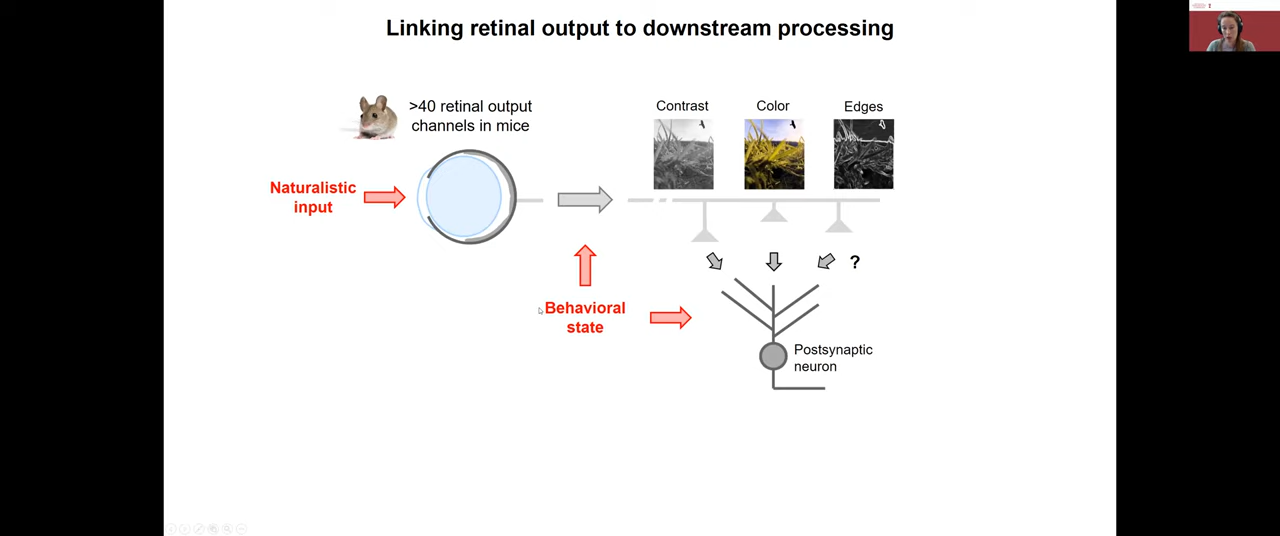 Linking retinal output to downstream processing
>40 retinal output
channels in mice
Contrast
Color
Edges
Naturalistic
input
?
Behavioral
state
Postsynaptic
neuron